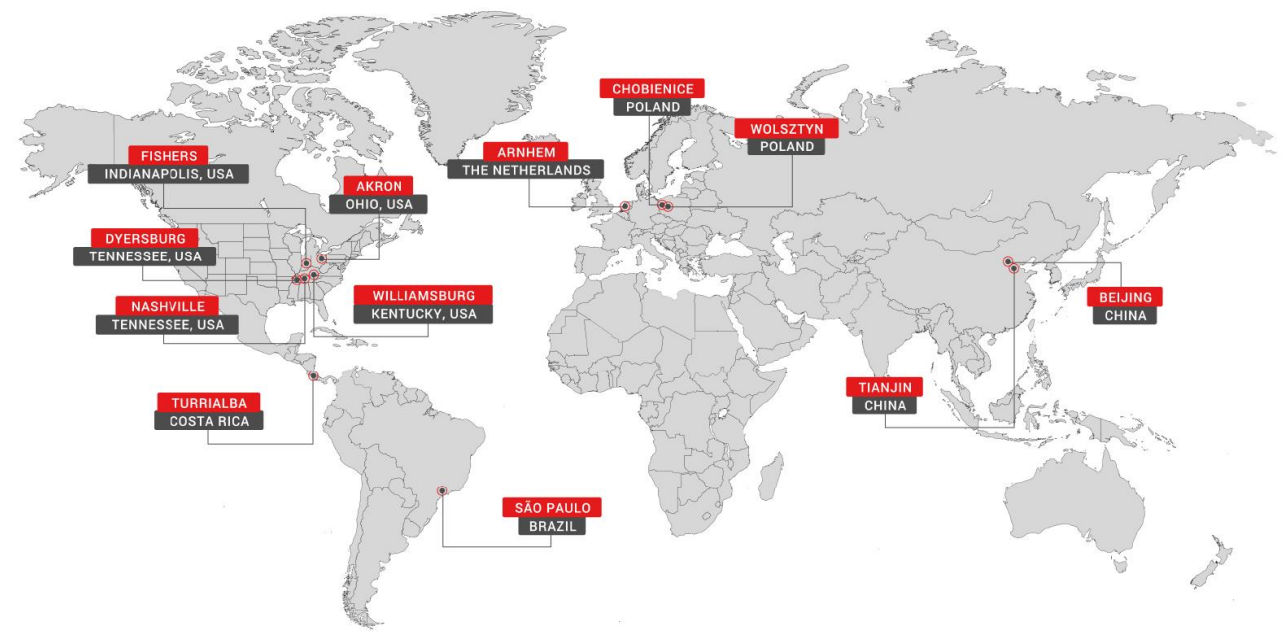 CHOBIENICE
POLAND
WOLSZTYN
POLAND
ARNHEM
THE NETHERLANDS
FISHERS
INDIANAPOLIS, USA
AKRON
OHIO, USA
DYERSBURG
TENNESSEE, USA
NASHVILLE
TENNESSEE, USA
WILLIAMSBURG
KENTUCKY, USA
BEIJING
CHINA
TIANJIN
CHINA
TURRIALBA
COSTA RICA
SÃO PAULO
BRAZIL